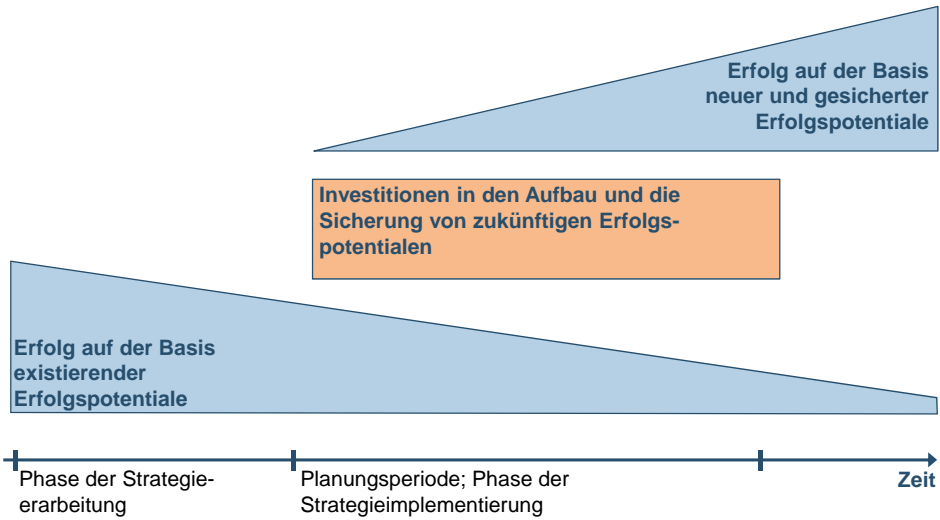 Erfolg auf der Basis
neuer und gesicherter
Erfolgspotentiale
Investitionen in den Aufbau und die
Sicherung von zukünftigen Erfolgs-
potentialen
Erfolg auf der Basis
existierender
Erfolgspotentiale
Phase der Strategie-
erarbeitung
Planungsperiode; Phase der
Strategieimplementierung
Zeit